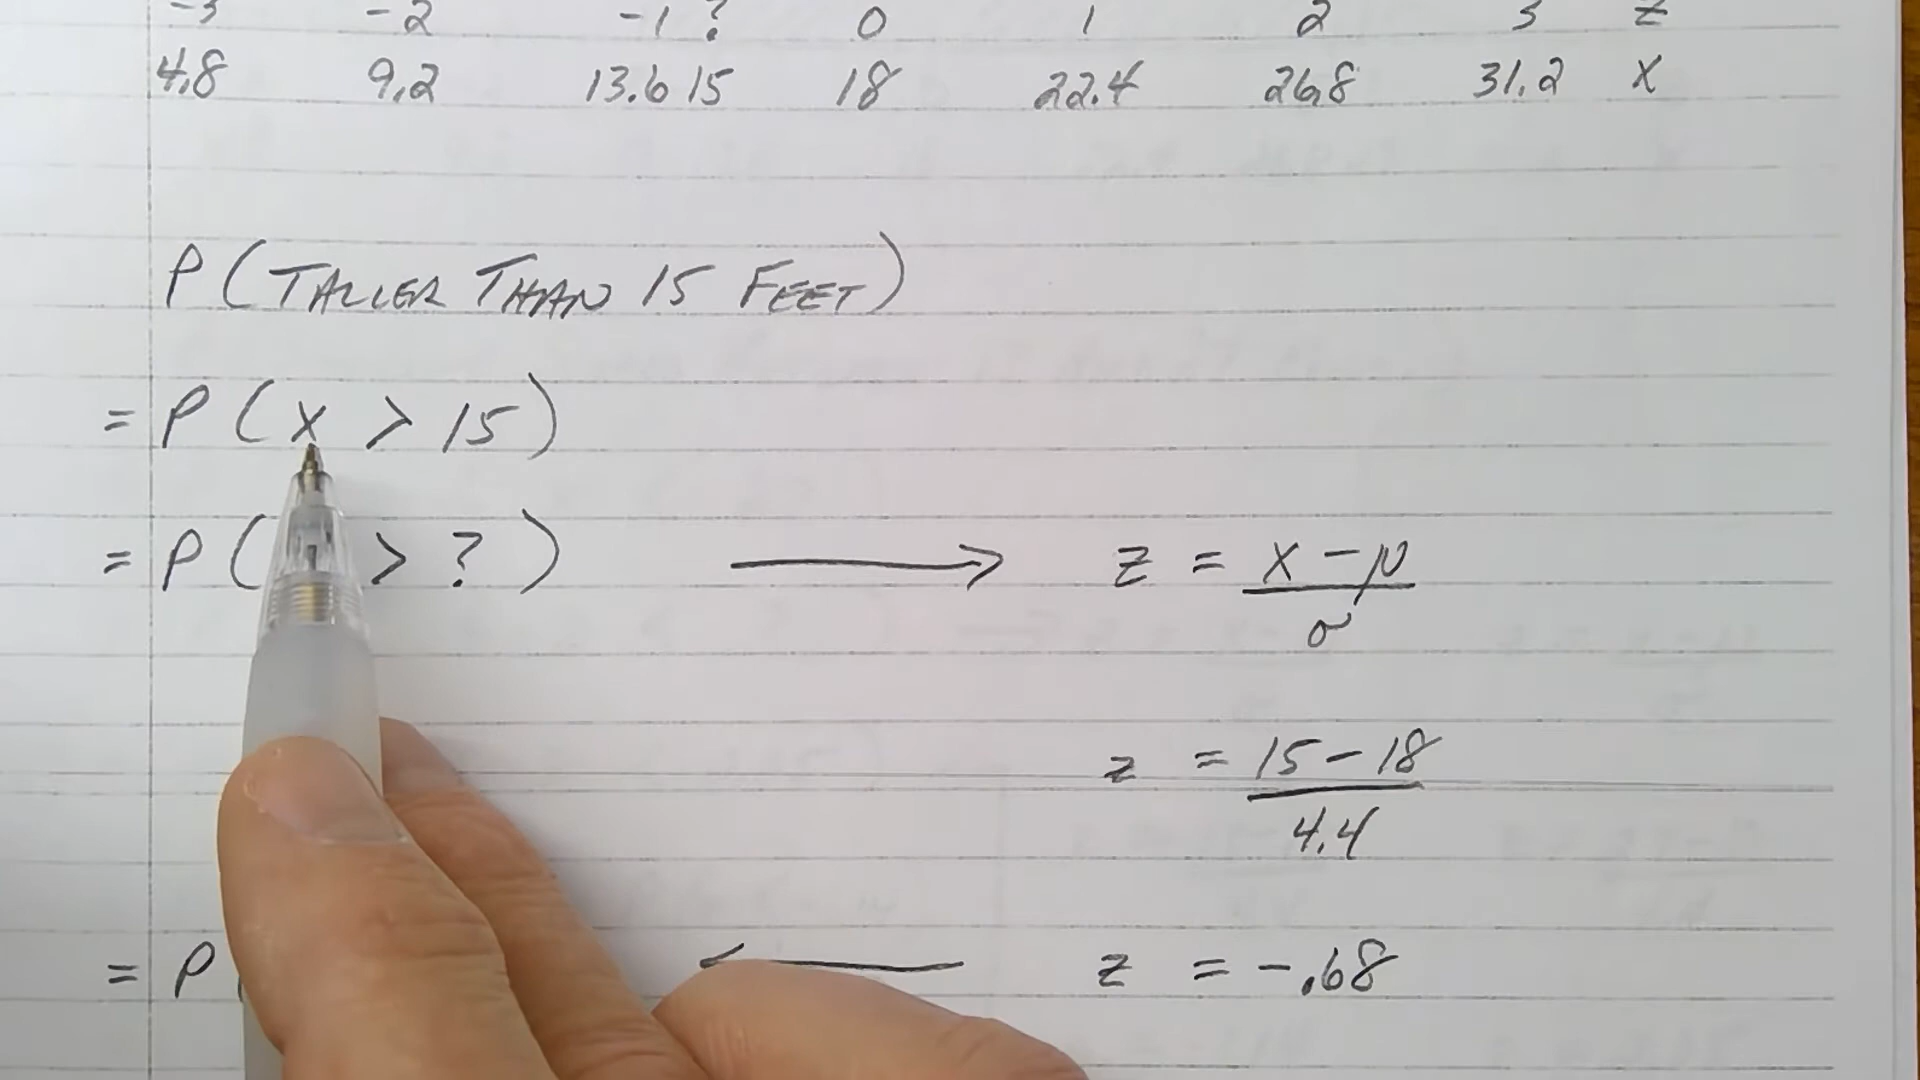 -3 -2 -1 ? 0 1 2 3 z
4.8 9.2 13.6 15 18 22.4 26.8 31.2 X
P (TALLER THAN 15 FEET)
= P (X > 15)
= P ( > ? ) ⟶ z = X - μ
σ
z = 15 - 18
4.4
= P ( ⟵ z = -.68